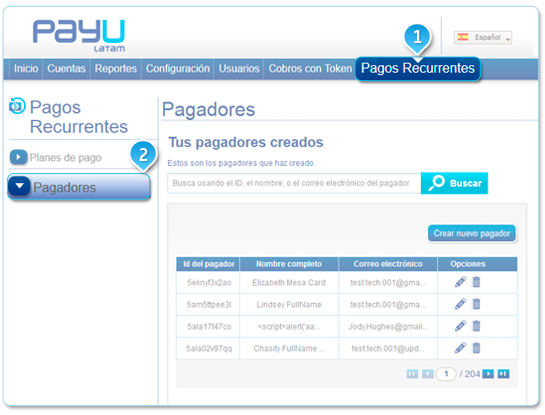 PayU
LATAM
1
Español
Inicio Cuentas Reportes Configuración Usuarios Cobros con Token Pagos Recurrentes
Pagos
Recurrentes
Planes de pago
2
Pagadores
Pagadores
Tus pagadores creados
Estos son los pagadores que haz creado.
Busca usando el ID, el nombre, o el correo electrónico del pagador Buscar
Crear nuevo pagador
Id del pagador Nombre completo Correo electrónico Opciones
5eknyf3x2ao Elizabeth Mesa Card test.tech.001@gma...
5am5ttpee3l Lindsey FullName test.tech.001@gma...
5ala17f47co <script>alert('aa... Jody.Hughes@gmail...
5ala02v97qq Chasity FullName ... test.tech.001@upd...
1 / 204